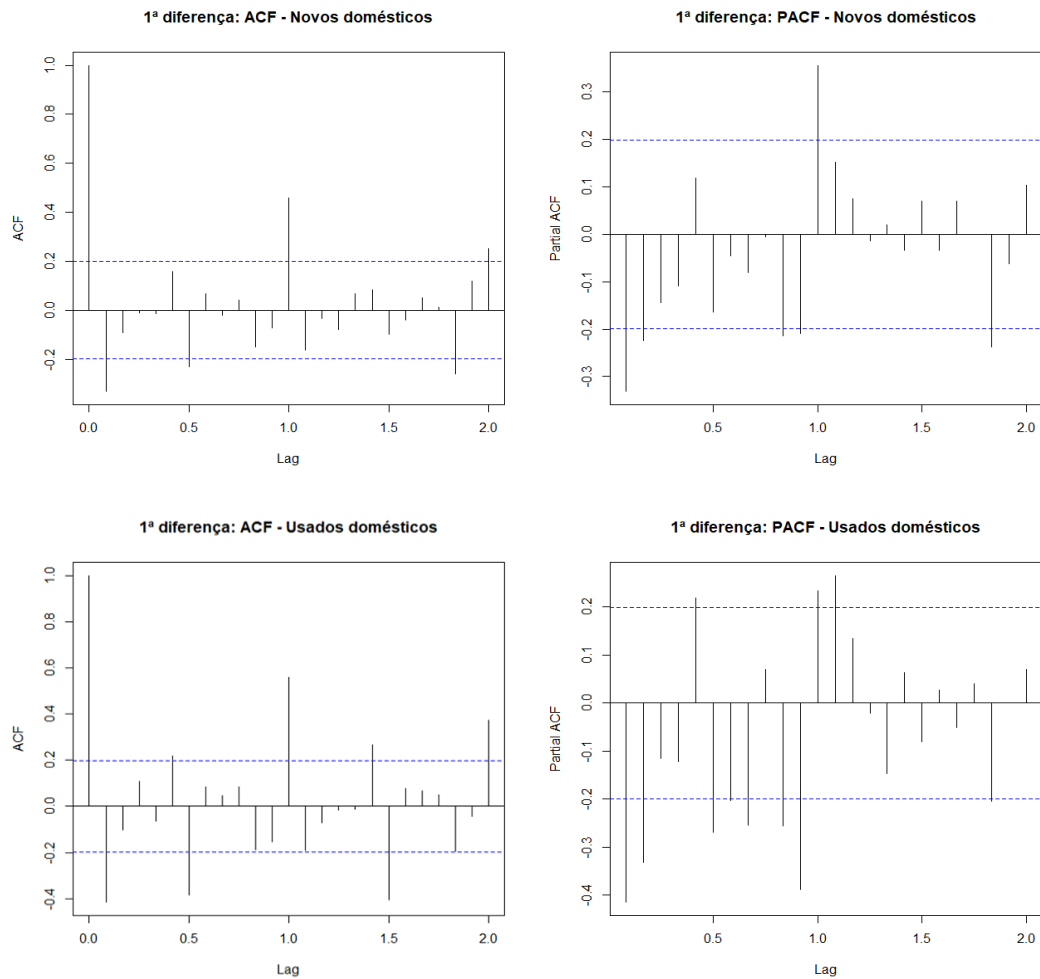 1ª diferença: ACF - Novos domésticos
ACF
1.0
0.8
0.6
0.4
0.2
0.0
-0.2
0.0 0.5 1.0 1.5 2.0
Lag
1ª diferença: PACF - Novos domésticos
Partial ACF
0.3
0.2
0.1
0.0
-0.1
-0.2
-0.3
0.5 1.0 1.5 2.0
Lag
1ª diferença: ACF - Usados domésticos
ACF
1.0
0.8
0.6
0.4
0.2
0.0
-0.2
-0.4
0.0 0.5 1.0 1.5 2.0
Lag
1ª diferença: PACF - Usados domésticos
Partial ACF
0.2
0.1
0.0
-0.1
-0.2
-0.3
-0.4
0.5 1.0 1.5 2.0
Lag